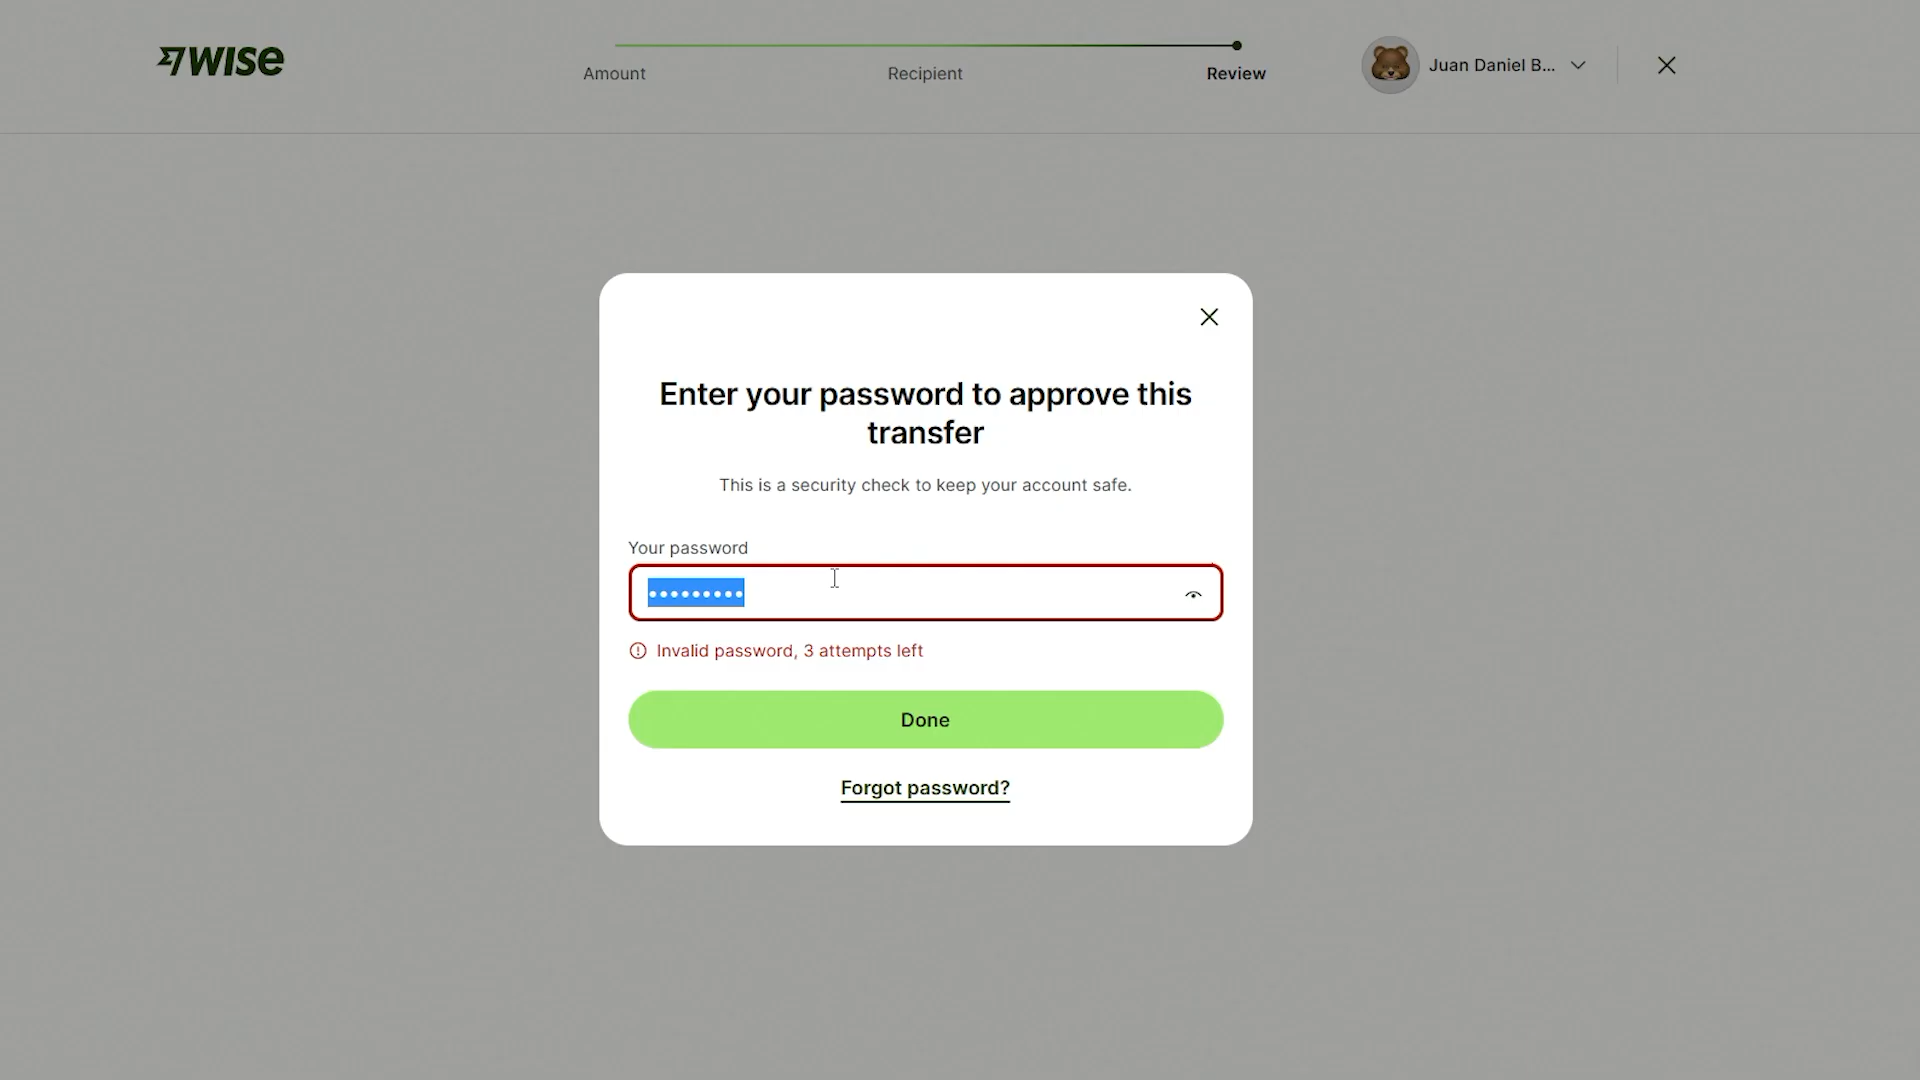 WISE
Amount
Recipient
Review
Juan Daniel B...
Enter your password to approve this
transfer
This is a security check to keep your account safe.
Your password
•••••••••
Invalid password, 3 attempts left
Done
Forgot password?